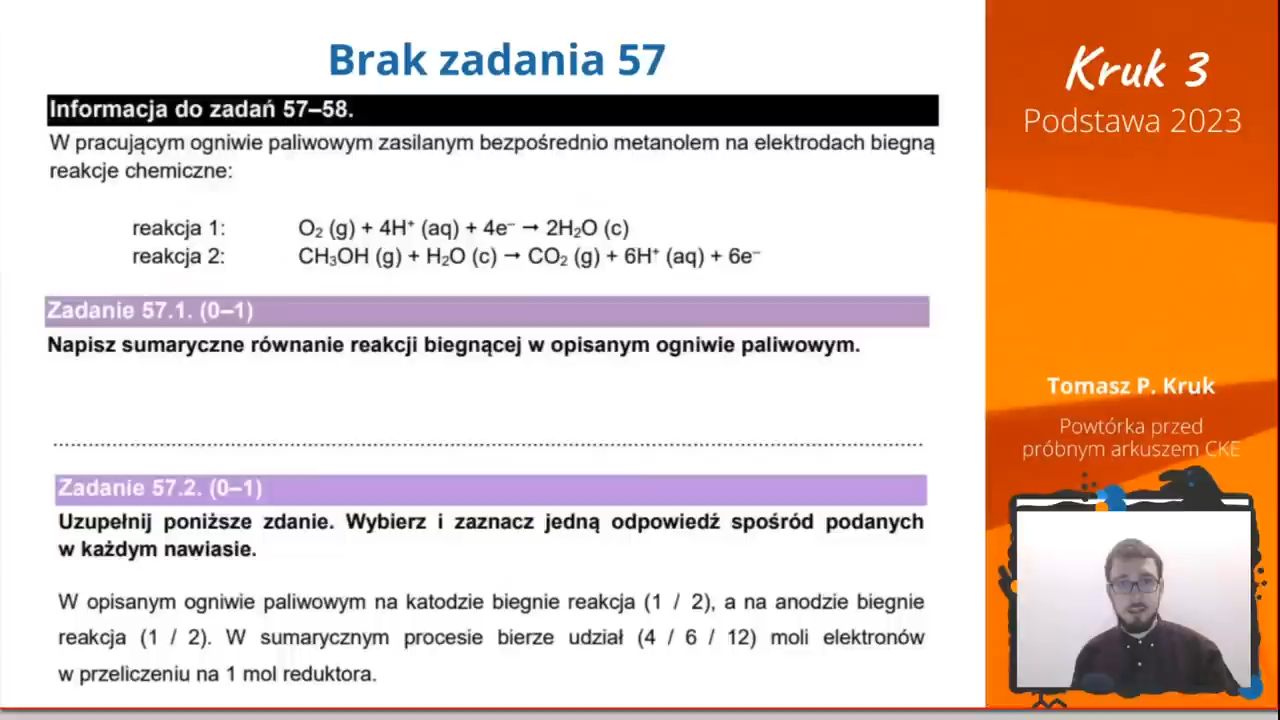 Brak zadania 57
Informacja do zadań 57–58.
W pracującym ogniwie paliwowym zasilanym bezpośrednio metanolem na elektrodach biegną
reakcje chemiczne:
reakcja 1: O₂ (g) + 4H⁺ (aq) + 4e⁻ → 2H₂O (c)
reakcja 2: CH₃OH (g) + H₂O (c) → CO₂ (g) + 6H⁺ (aq) + 6e⁻
Zadanie 57.1. (0–1)
Napisz sumaryczne równanie reakcji biegnącej w opisanym ogniwie paliwowym.
Zadanie 57.2. (0–1)
Uzupełnij poniższe zdanie. Wybierz i zaznacz jedną odpowiedź spośród podanych
w każdym nawiasie.
W opisanym ogniwie paliwowym na katodzie biegnie reakcja (1 / 2), a na anodzie biegnie
reakcja (1 / 2). W sumarycznym procesie bierze udział (4 / 6 / 12) moli elektronów
w przeliczeniu na 1 mol reduktora.
Kruk 3
Podstawa 2023
Tomasz P. Kruk
Powtórka przed
próbnym arkuszem CKE